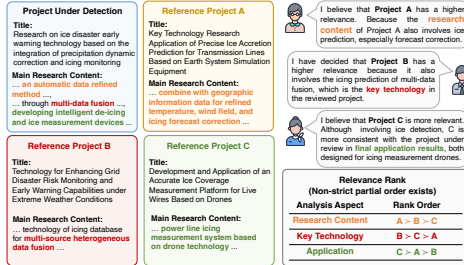 Project Under Detection
Title:
Research on ice disaster early
warning technology based on the
integration of precipitation dynamic
correction and icing monitoring
Main Research Content:
... an automatic data refined
method ...,
... through multi-data fusion ...,
developing intelligent de-icing
and ice measurement devices ...
Reference Project A
Title:
Key Technology Research
Application of Precise Ice Accretion
Prediction for Transmission Lines
Based on Earth System Simulation
Equipment
Main Research Content:
... combine with geographic
information data for refined
temperature, wind field, and
icing forecast correction ...
Reference Project B
Title:
Technology for Enhancing Grid
Disaster Risk Monitoring and
Early Warning Capabilities under
Extreme Weather Conditions
Main Research Content:
... technology of icing database
for multi-source heterogeneous
data fusion ...
Reference Project C
Title:
Development and Application of an
Accurate Ice Coverage
Measurement Platform for Live
Wires Based on Drones
Main Research Content:
... power line icing
measuring system based
on drone technology ...
I believe that Project A has a higher
relevance. Because the research
content of Project A also involves ice
prediction, especially forecast correction.
I have decided that Project B has a
higher relevance because it also
involves the icing prediction of multi-data
fusion, which is the key technology in
the reviewed project.
I believe that Project C is more relevant.
Although involving ice detection, C is
more consistent with the project under
review in final application results, both
designed for icing measurement drones.
Relevance Rank
(Non-strict partial order exists)
Analysis Aspect Rank Order
Research Content A > B > C
Key Technology B > C > A
Application C > A > B